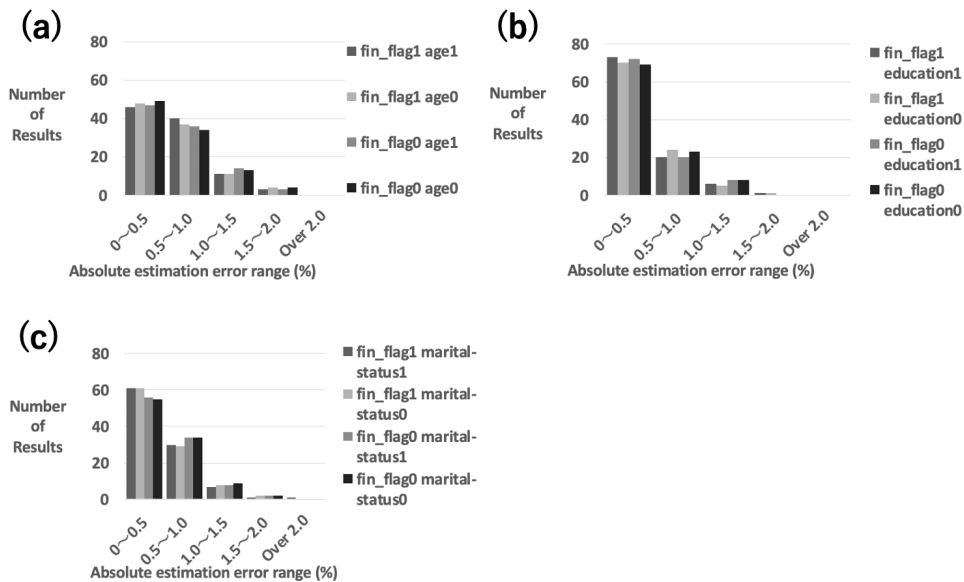 (a)
80
60
40
20
0
Number
of
Results
0～0.5
0.5～1.0
1.0～1.5
1.5～2.0
Over 2.0
Absolute estimation error range (%)
fin_flag1 age1
fin_flag1 age0
fin_flag0 age1
fin_flag0 age0
(b)
80
60
40
20
0
Number
of
Results
0～0.5
0.5～1.0
1.0～1.5
1.5～2.0
Over 2.0
Absolute estimation error range (%)
fin_flag1
education1
fin_flag1
education0
fin_flag0
education1
fin_flag0
education0
(c)
80
60
40
20
0
Number
of
Results
0～0.5
0.5～1.0
1.0～1.5
1.5～2.0
Over 2.0
Absolute estimation error range (%)
fin_flag1 marital-
status1
fin_flag1 marital-
status0
fin_flag0 marital-
status1
fin_flag0 marital-
status0